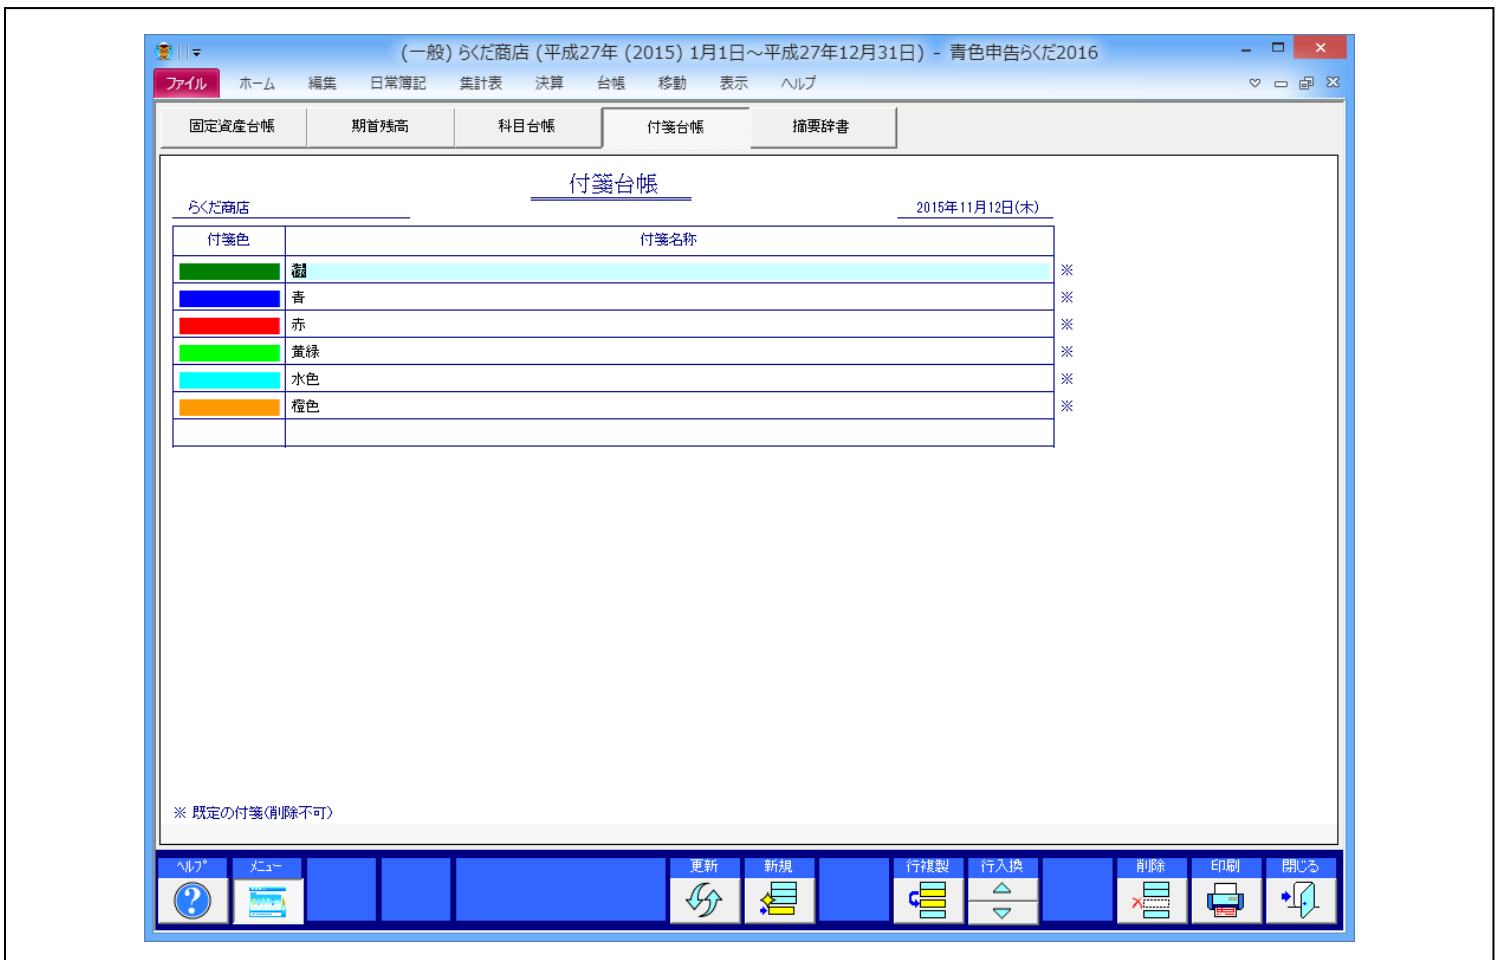 (一般) らくだ商店 (平成27年 (2015) 1月1日～平成27年12月31日) - 青色申告らくだ2016
ファイル ホーム 編集 日常簿記 集計表 決算 台帳 移動 表示 ヘルプ
固定資産台帳 期首残高 科目台帳 付箋台帳 摘要辞書
付箋台帳
らくだ商店 2015年11月12日(木)
付箋色 付箋名称
緑 ※
青 ※
赤 ※
黄緑 ※
水色 ※
橙色 ※
※ 既定の付箋(削除不可)
ﾍﾙﾌﾟ ﾒﾆｭｰ 更新 新規 行複製 行入換 削除 印刷 閉じる